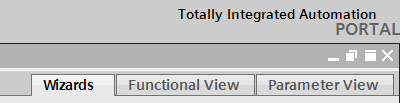 Totally Integrated Automation
PORTAL
Wizards Functional View Parameter View